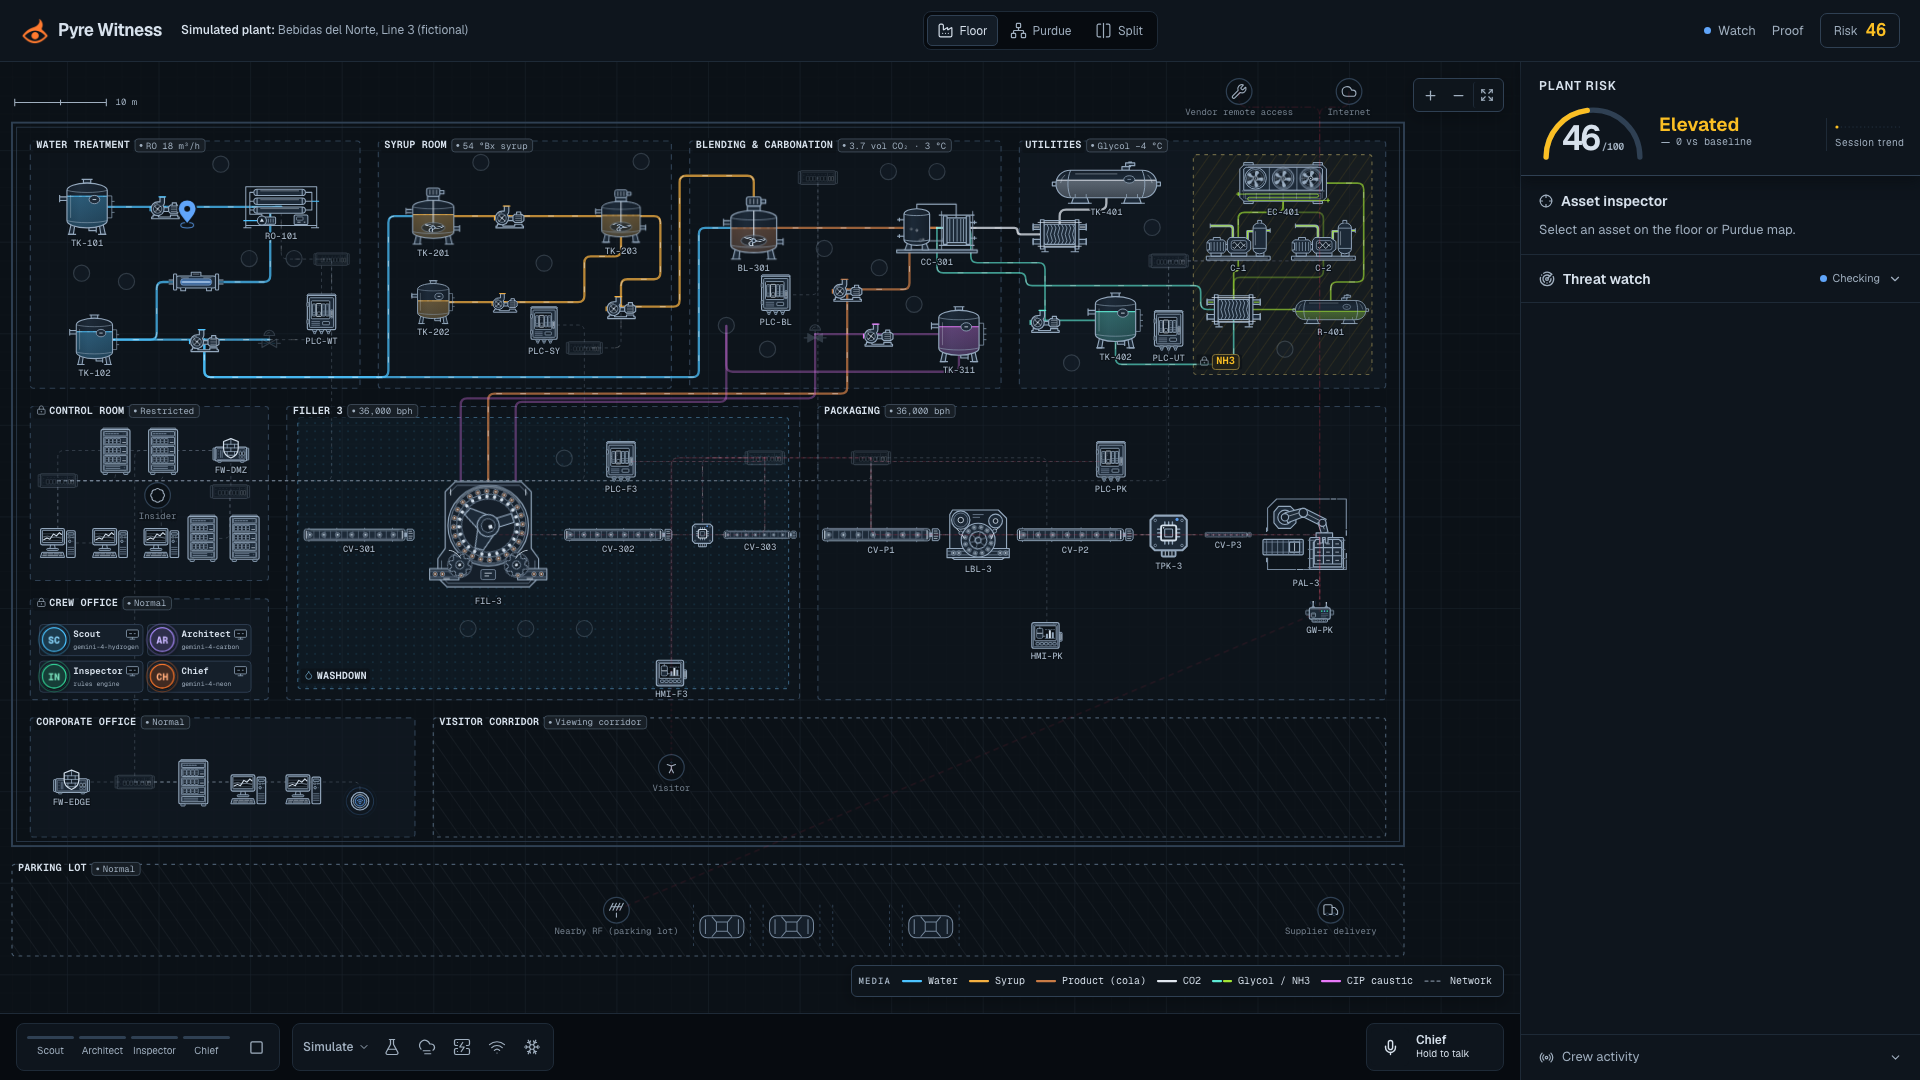 Pyre Witness
Simulated plant: Bebidas del Norte, Line 3 (fictional)
Floor
Purdue
Split
Watch
Proof
Risk 46
10 m
Vendor remote access
Internet
WATER TREATMENT
RO 18 m³/h
SYRUP ROOM
54 °Bx syrup
BLENDING & CARBONATION
3.7 vol CO₂ · 3 °C
UTILITIES
Glycol −4 °C
TK-101
RO-101
TK-102
PLC-WT
TK-201
TK-203
TK-202
PLC-SY
BL-301
CC-301
PLC-BL
TK-311
TK-401
EC-401
C-1
C-2
R-401
TK-402
PLC-UT
NH3
CONTROL ROOM
Restricted
FW-DMZ
Insider
FILLER 3
36,000 bph
PLC-F3
CV-301
FIL-3
CV-302
CV-303
WASHDOWN
HMI-F3
PACKAGING
36,000 bph
PLC-PK
CV-P1
LBL-3
CV-P2
TPK-3
CV-P3
PAL-3
GW-PK
HMI-PK
CREW OFFICE
Normal
SC
Scout
gemini-4-hydrogen
AR
Architect
gemini-4-carbon
IN
Inspector
rules engine
CH
Chief
gemini-4-neon
CORPORATE OFFICE
Normal
FW-EDGE
VISITOR CORRIDOR
Viewing corridor
Visitor
PARKING LOT
Normal
Nearby RF (parking lot)
Supplier delivery
MEDIA
Water
Syrup
Product (cola)
CO2
Glycol / NH3
CIP caustic
Network
Scout
Architect
Inspector
Chief
Simulate
Chief
Hold to talk
PLANT RISK
46/100
Elevated
— 0 vs baseline
Session trend
Asset inspector
Select an asset on the floor or Purdue map.
Threat watch
Checking
Crew activity